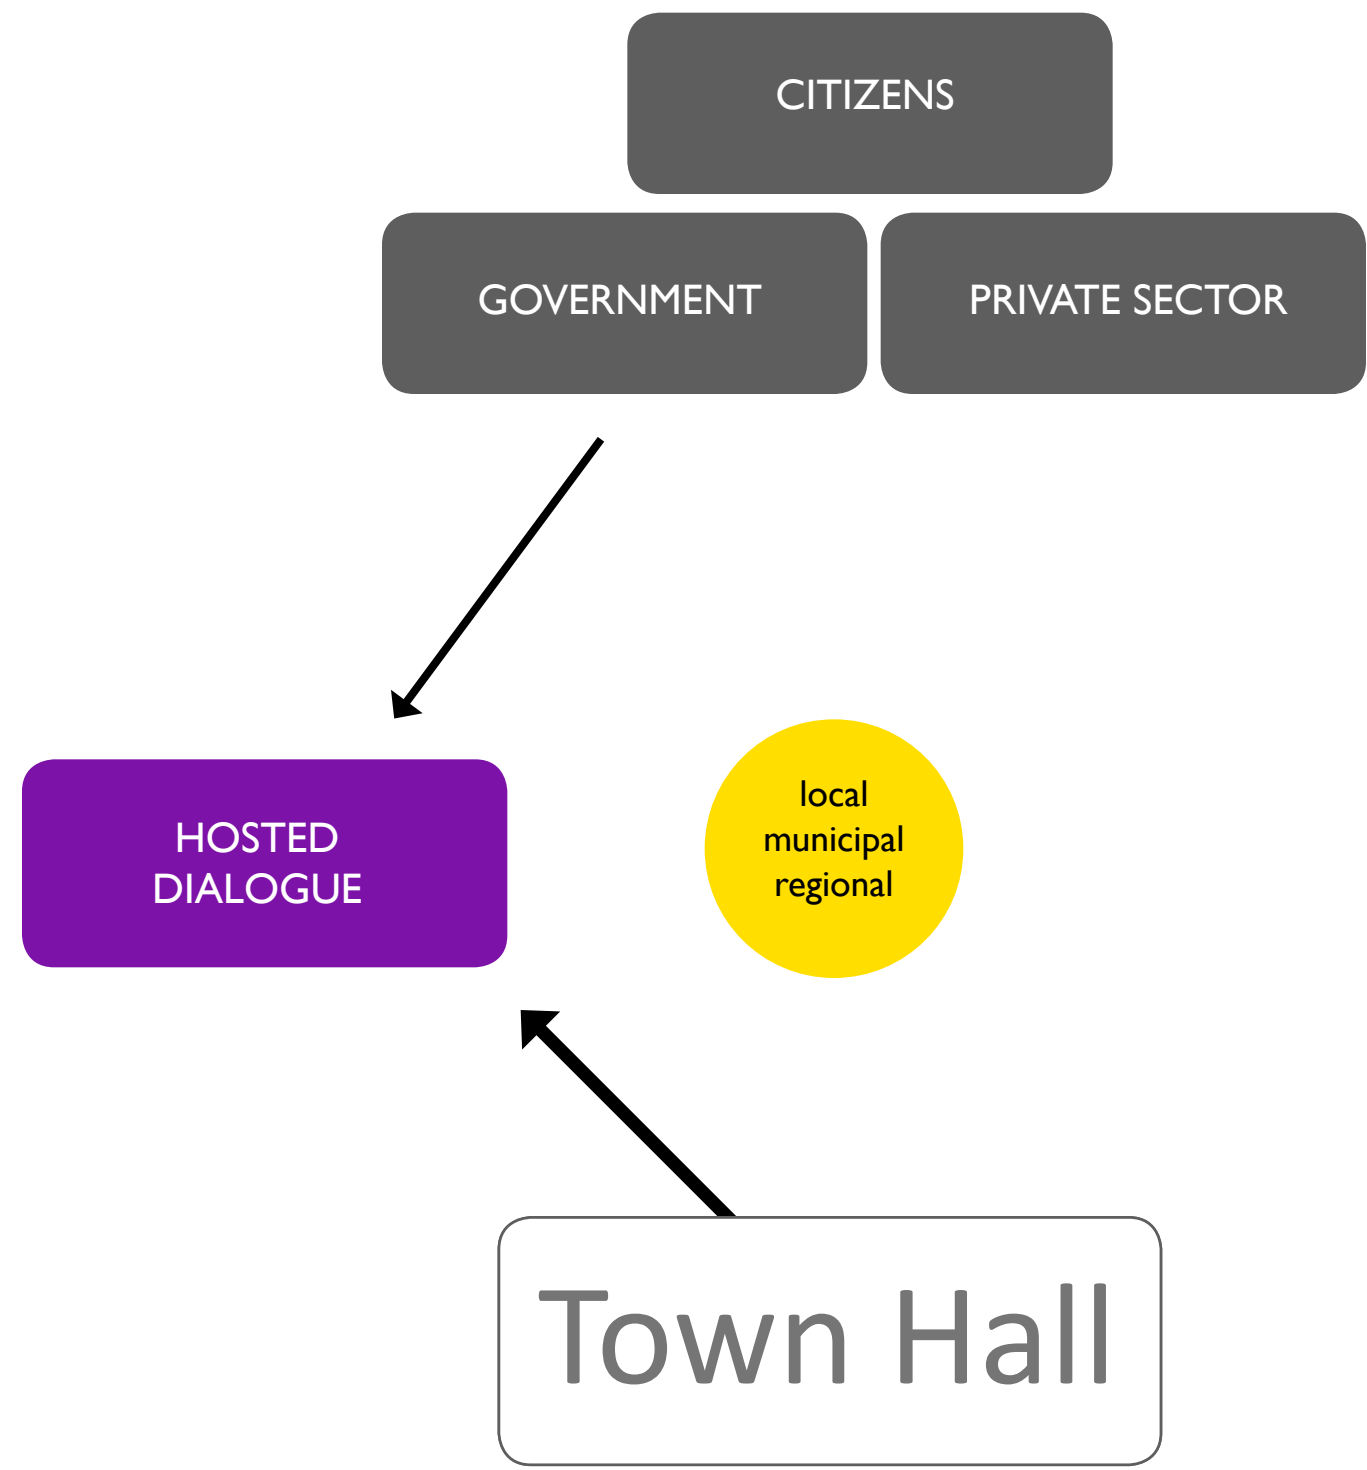 CITIZENS
GOVERNMENT
PRIVATE SECTOR
HOSTED
DIALOGUE
local
municipal
regional
Town Hall